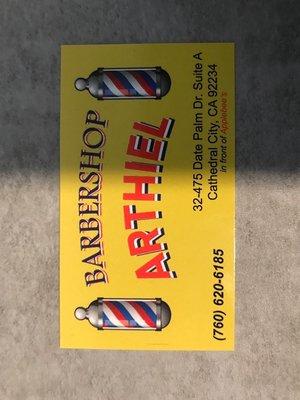 BARBERSHOP
ARTHIEL
32-475 Date Palm Dr. Suite A
Cathedral City, CA 92234
In front of Applebee's
(760) 620-6185